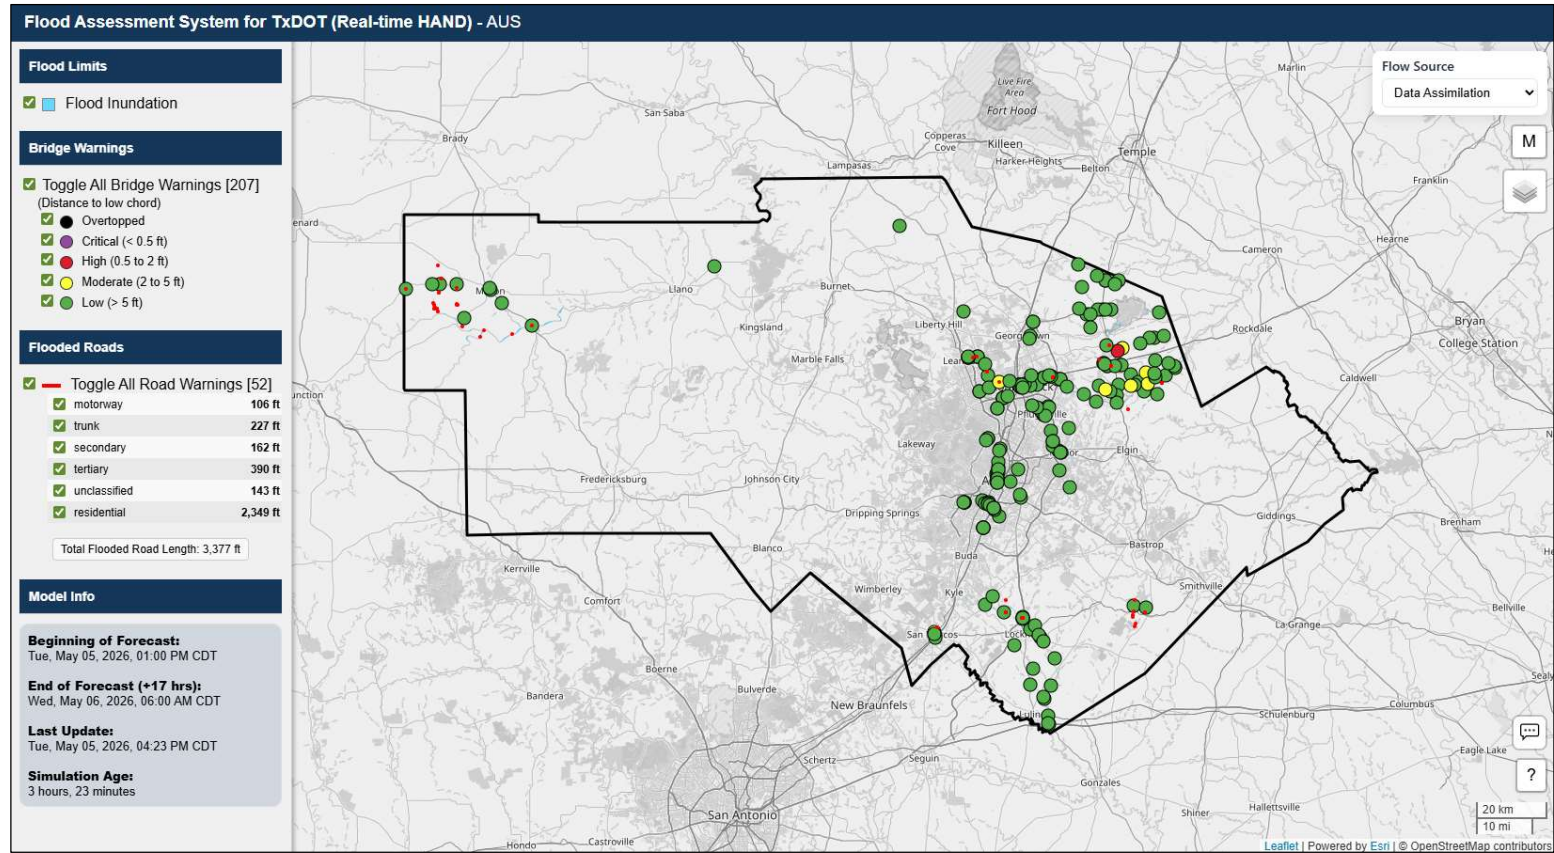 Flood Assessment System for TxDOT (Real-time HAND) - AUS
Flood Limits
Flood Inundation
Bridge Warnings
Toggle All Bridge Warnings [207]
(Distance to low chord)
Overtopped
Critical (< 0.5 ft)
High (0.5 to 2 ft)
Moderate (2 to 5 ft)
Low (> 5 ft)
Flooded Roads
Toggle All Road Warnings [52]
motorway 106 ft
trunk 227 ft
secondary 162 ft
tertiary 390 ft
unclassified 143 ft
residential 2,349 ft
Total Flooded Road Length: 3,377 ft
Model Info
Beginning of Forecast:
Tue, May 05, 2026, 01:00 PM CDT
End of Forecast (+17 hrs):
Wed, May 06, 2026, 06:00 AM CDT
Last Update:
Tue, May 05, 2026, 04:23 PM CDT
Simulation Age:
3 hours, 23 minutes
Flow Source
Data Assimilation
M
?
Marlin
Live Fire
Area
Fort Hood
San Saba
Brady
Copperas
Cove
Killeen
Harker Heights
Temple
Belton
Lampasas
Franklin
enard
Hearne
Cameron
Llano
Burnet
Kingsland
Liberty Hill
Rockdale
Bryan
College Station
Marble Falls
Caldwell
unction
Lakeway
Elgin
Fredericksburg
Johnson City
Dripping Springs
Giddings
Brenham
Blanco
Buda
Bastrop
Kerrville
Smithville
Comfort
Wimberley
Kyle
Bellville
La Grange
Boerne
Bandera
Bulverde
New Braunfels
Columbus
Sealy
Schulenburg
Eagle Lake
Schertz
Seguin
Gonzales
Shiner
Hallettsville
San Antonio
Hondo
Castroville
20 km
10 mi
Leaflet | Powered by Esri | © OpenStreetMap contributors